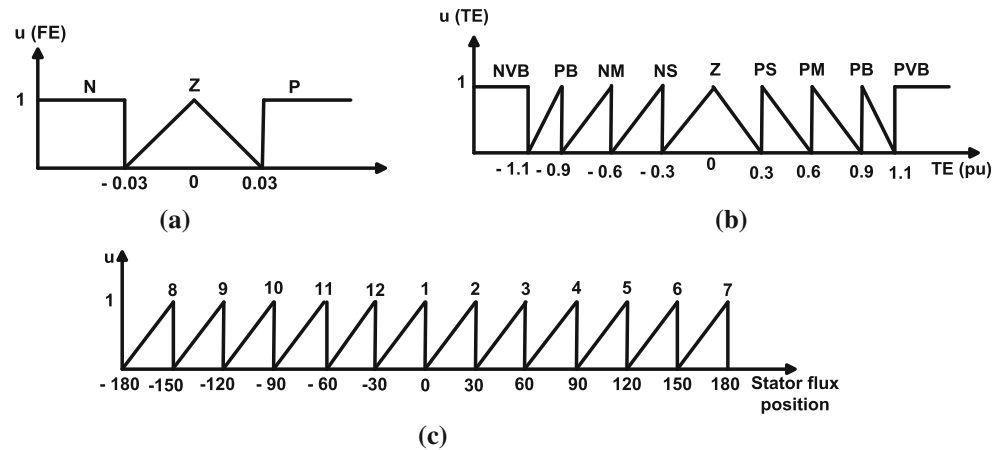 u (FE)
N Z P
1
- 0.03 0 0.03
(a)
u (TE)
NVB PB NM NS Z PS PM PB PVB
1
- 1.1 - 0.9 - 0.6 - 0.3 0 0.3 0.6 0.9 1.1 TE (pu)
(b)
u
8 9 10 11 12 1 2 3 4 5 6 7
1
- 180 -150 -120 - 90 - 60 -30 0 30 60 90 120 150 180 Stator flux
position
(c)